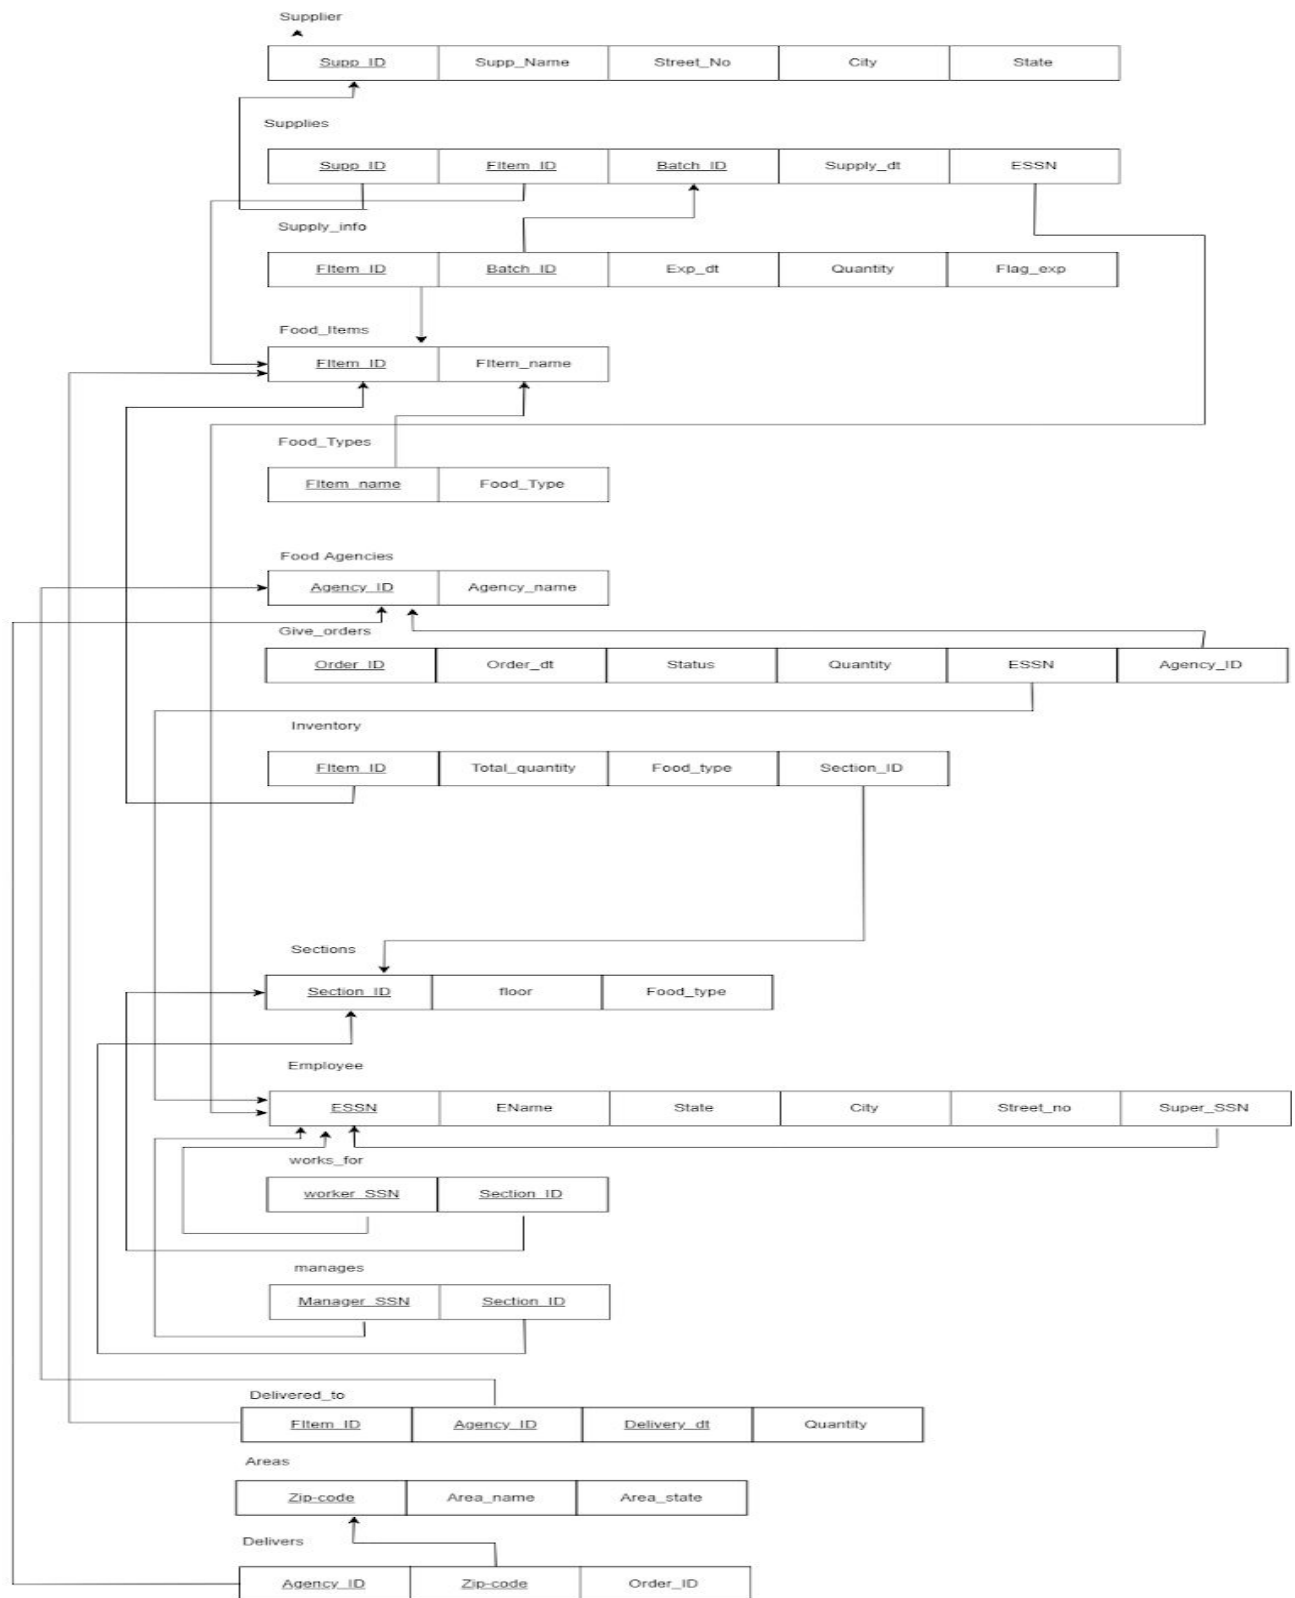 Supplier
Supp_ID Supp_Name Street_No City State
Supplies
Supp_ID FItem_ID Batch_ID Supply_dt ESSN
Supply_info
FItem_ID Batch_ID Exp_dt Quantity Flag_exp
Food_Items
FItem_ID FItem_name
Food_Types
FItem_name Food_Type
Food Agencies
Agency_ID Agency_name
Give_orders
Order_ID Order_dt Status Quantity ESSN Agency_ID
Inventory
FItem_ID Total_quantity Food_type Section_ID
Sections
Section_ID floor Food_type
Employee
ESSN EName State City Street_no Super_SSN
works_for
worker_SSN Section_ID
manages
Manager_SSN Section_ID
Delivered_to
FItem_ID Agency_ID Delivery_dt Quantity
Areas
Zip-code Area_name Area_state
Delivers
Agency_ID Zip-code Order_ID